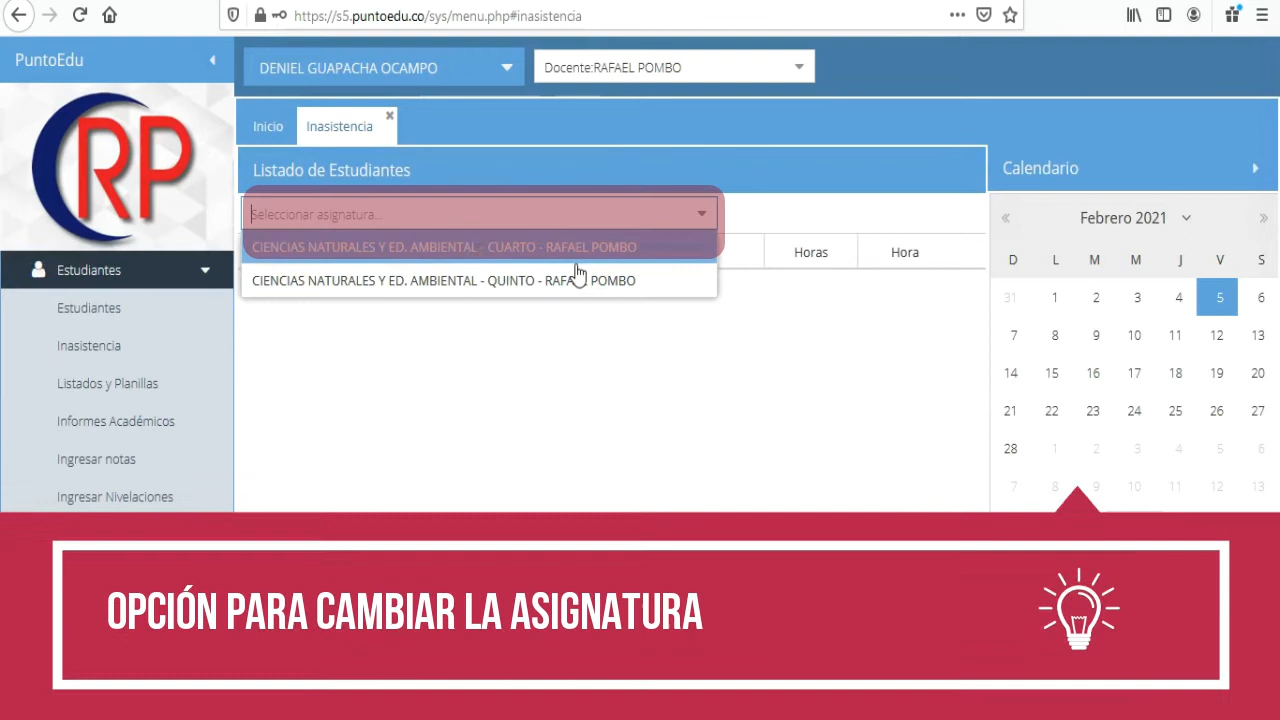 https://s5.puntoedu.co/sys/menu.php#inasistencia
PuntoEdu
DENIEL GUAPACHA OCAMPO
Docente:RAFAEL POMBO
RP
Inicio
Inasistencia
Listado de Estudiantes
Seleccionar asignatura...
CIENCIAS NATURALES Y ED. AMBIENTAL - CUARTO - RAFAEL POMBO
CIENCIAS NATURALES Y ED. AMBIENTAL - QUINTO - RAFAEL POMBO
Horas
Hora
Estudiantes
Estudiantes
Inasistencia
Listados y Planillas
Informes Académicos
Ingresar notas
Ingresar Nivelaciones
Calendario
« Febrero 2021 »
D L M M J V S
31 1 2 3 4 5 6
7 8 9 10 11 12 13
14 15 16 17 18 19 20
21 22 23 24 25 26 27
28 1 2 3 4 5 6
7 8 9 10 11 12 13
OPCIÓN PARA CAMBIAR LA ASIGNATURA